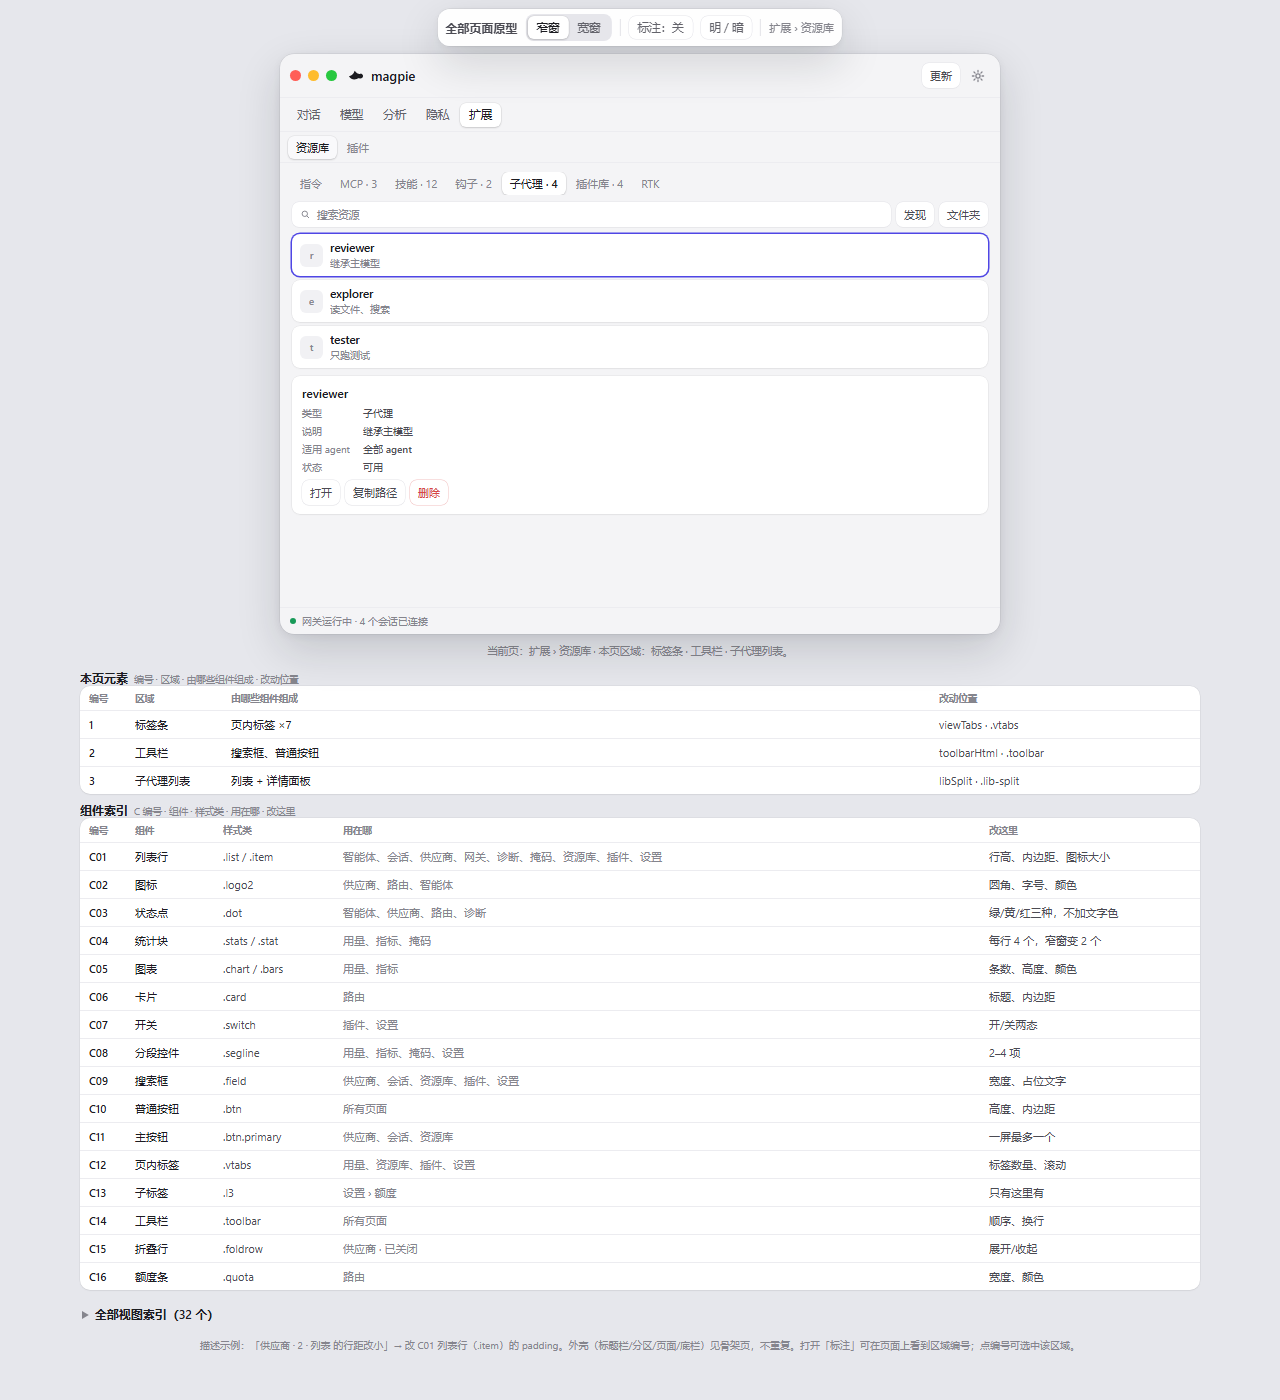 全部页面原型 窄窗 宽窗 标注：关 明 / 暗 扩展 › 资源库
magpie 更新
对话 模型 分析 隐私 扩展
资源库 插件
指令 MCP · 3 技能 · 12 钩子 · 2 子代理 · 4 插件库 · 4 RTK
搜索资源 发现 文件夹
r reviewer
继承主模型
e explorer
读文件、搜索
t tester
只跑测试
reviewer
类型 子代理
说明 继承主模型
适用 agent 全部 agent
状态 可用
打开 复制路径 删除
网关运行中 · 4 个会话已连接
当前页：扩展 › 资源库 · 本页区域：标签条 · 工具栏 · 子代理列表。
本页元素 编号 · 区域 · 由哪些组件组成 · 改动位置
编号 区域 由哪些组件组成 改动位置
1 标签条 页内标签 ×7 viewTabs · .vtabs
2 工具栏 搜索框、普通按钮 toolbarHtml · .toolbar
3 子代理列表 列表 + 详情面板 libSplit · .lib-split
组件索引 C 编号 · 组件 · 样式类 · 用在哪 · 改这里
编号 组件 样式类 用在哪 改这里
C01 列表行 .list / .item 智能体、会话、供应商、网关、诊断、掩码、资源库、插件、设置 行高、内边距、图标大小
C02 图标 .logo2 供应商、路由、智能体 圆角、字号、颜色
C03 状态点 .dot 智能体、供应商、路由、诊断 绿/黄/红三种，不加文字色
C04 统计块 .stats / .stat 用量、指标、掩码 每行 4 个，窄窗变 2 个
C05 图表 .chart / .bars 用量、指标 条数、高度、颜色
C06 卡片 .card 路由 标题、内边距
C07 开关 .switch 插件、设置 开/关两态
C08 分段控件 .segline 用量、指标、掩码、设置 2–4 项
C09 搜索框 .field 供应商、会话、资源库、插件、设置 宽度、占位文字
C10 普通按钮 .btn 所有页面 高度、内边距
C11 主按钮 .btn.primary 供应商、会话、资源库 一屏最多一个
C12 页内标签 .vtabs 用量、资源库、插件、设置 标签数量、滚动
C13 子标签 .l3 设置 › 额度 只有这里有
C14 工具栏 .toolbar 所有页面 顺序、换行
C15 折叠行 .foldrow 供应商 · 已关闭 展开/收起
C16 额度条 .quota 路由 宽度、颜色
全部视图索引（32 个）
描述示例：「供应商 · 2 · 列表 的行距改小」→ 改 C01 列表行（.item）的 padding。外壳（标题栏/分区/页面/底栏）见骨架页，不重复。打开「标注」可在页面上看到区域编号；点编号可选中该区域。